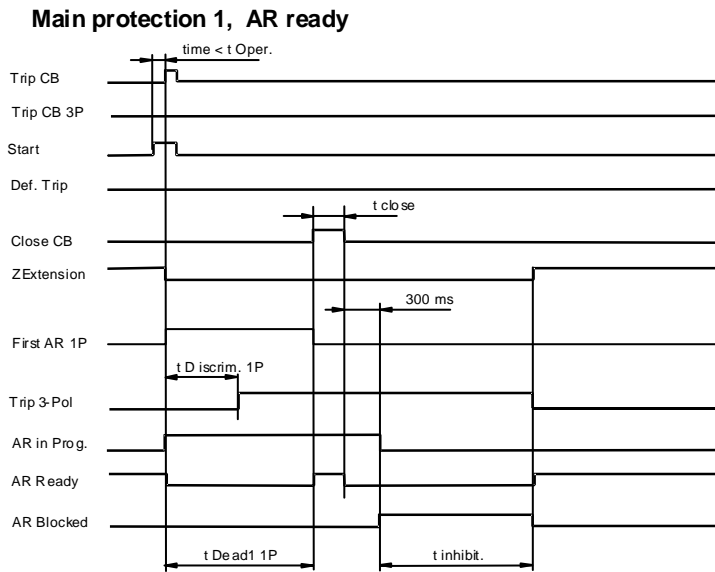 Main protection 1, AR ready
time < t Oper.
Trip CB
Trip CB 3P
Start
Def. Trip
t close
Close CB
ZExtension
300 ms
First AR 1P
t D iscrim. 1P
Trip 3-Pol
AR in Prog.
AR Ready
AR Blocked
t Dead1 1P
t inhibit.